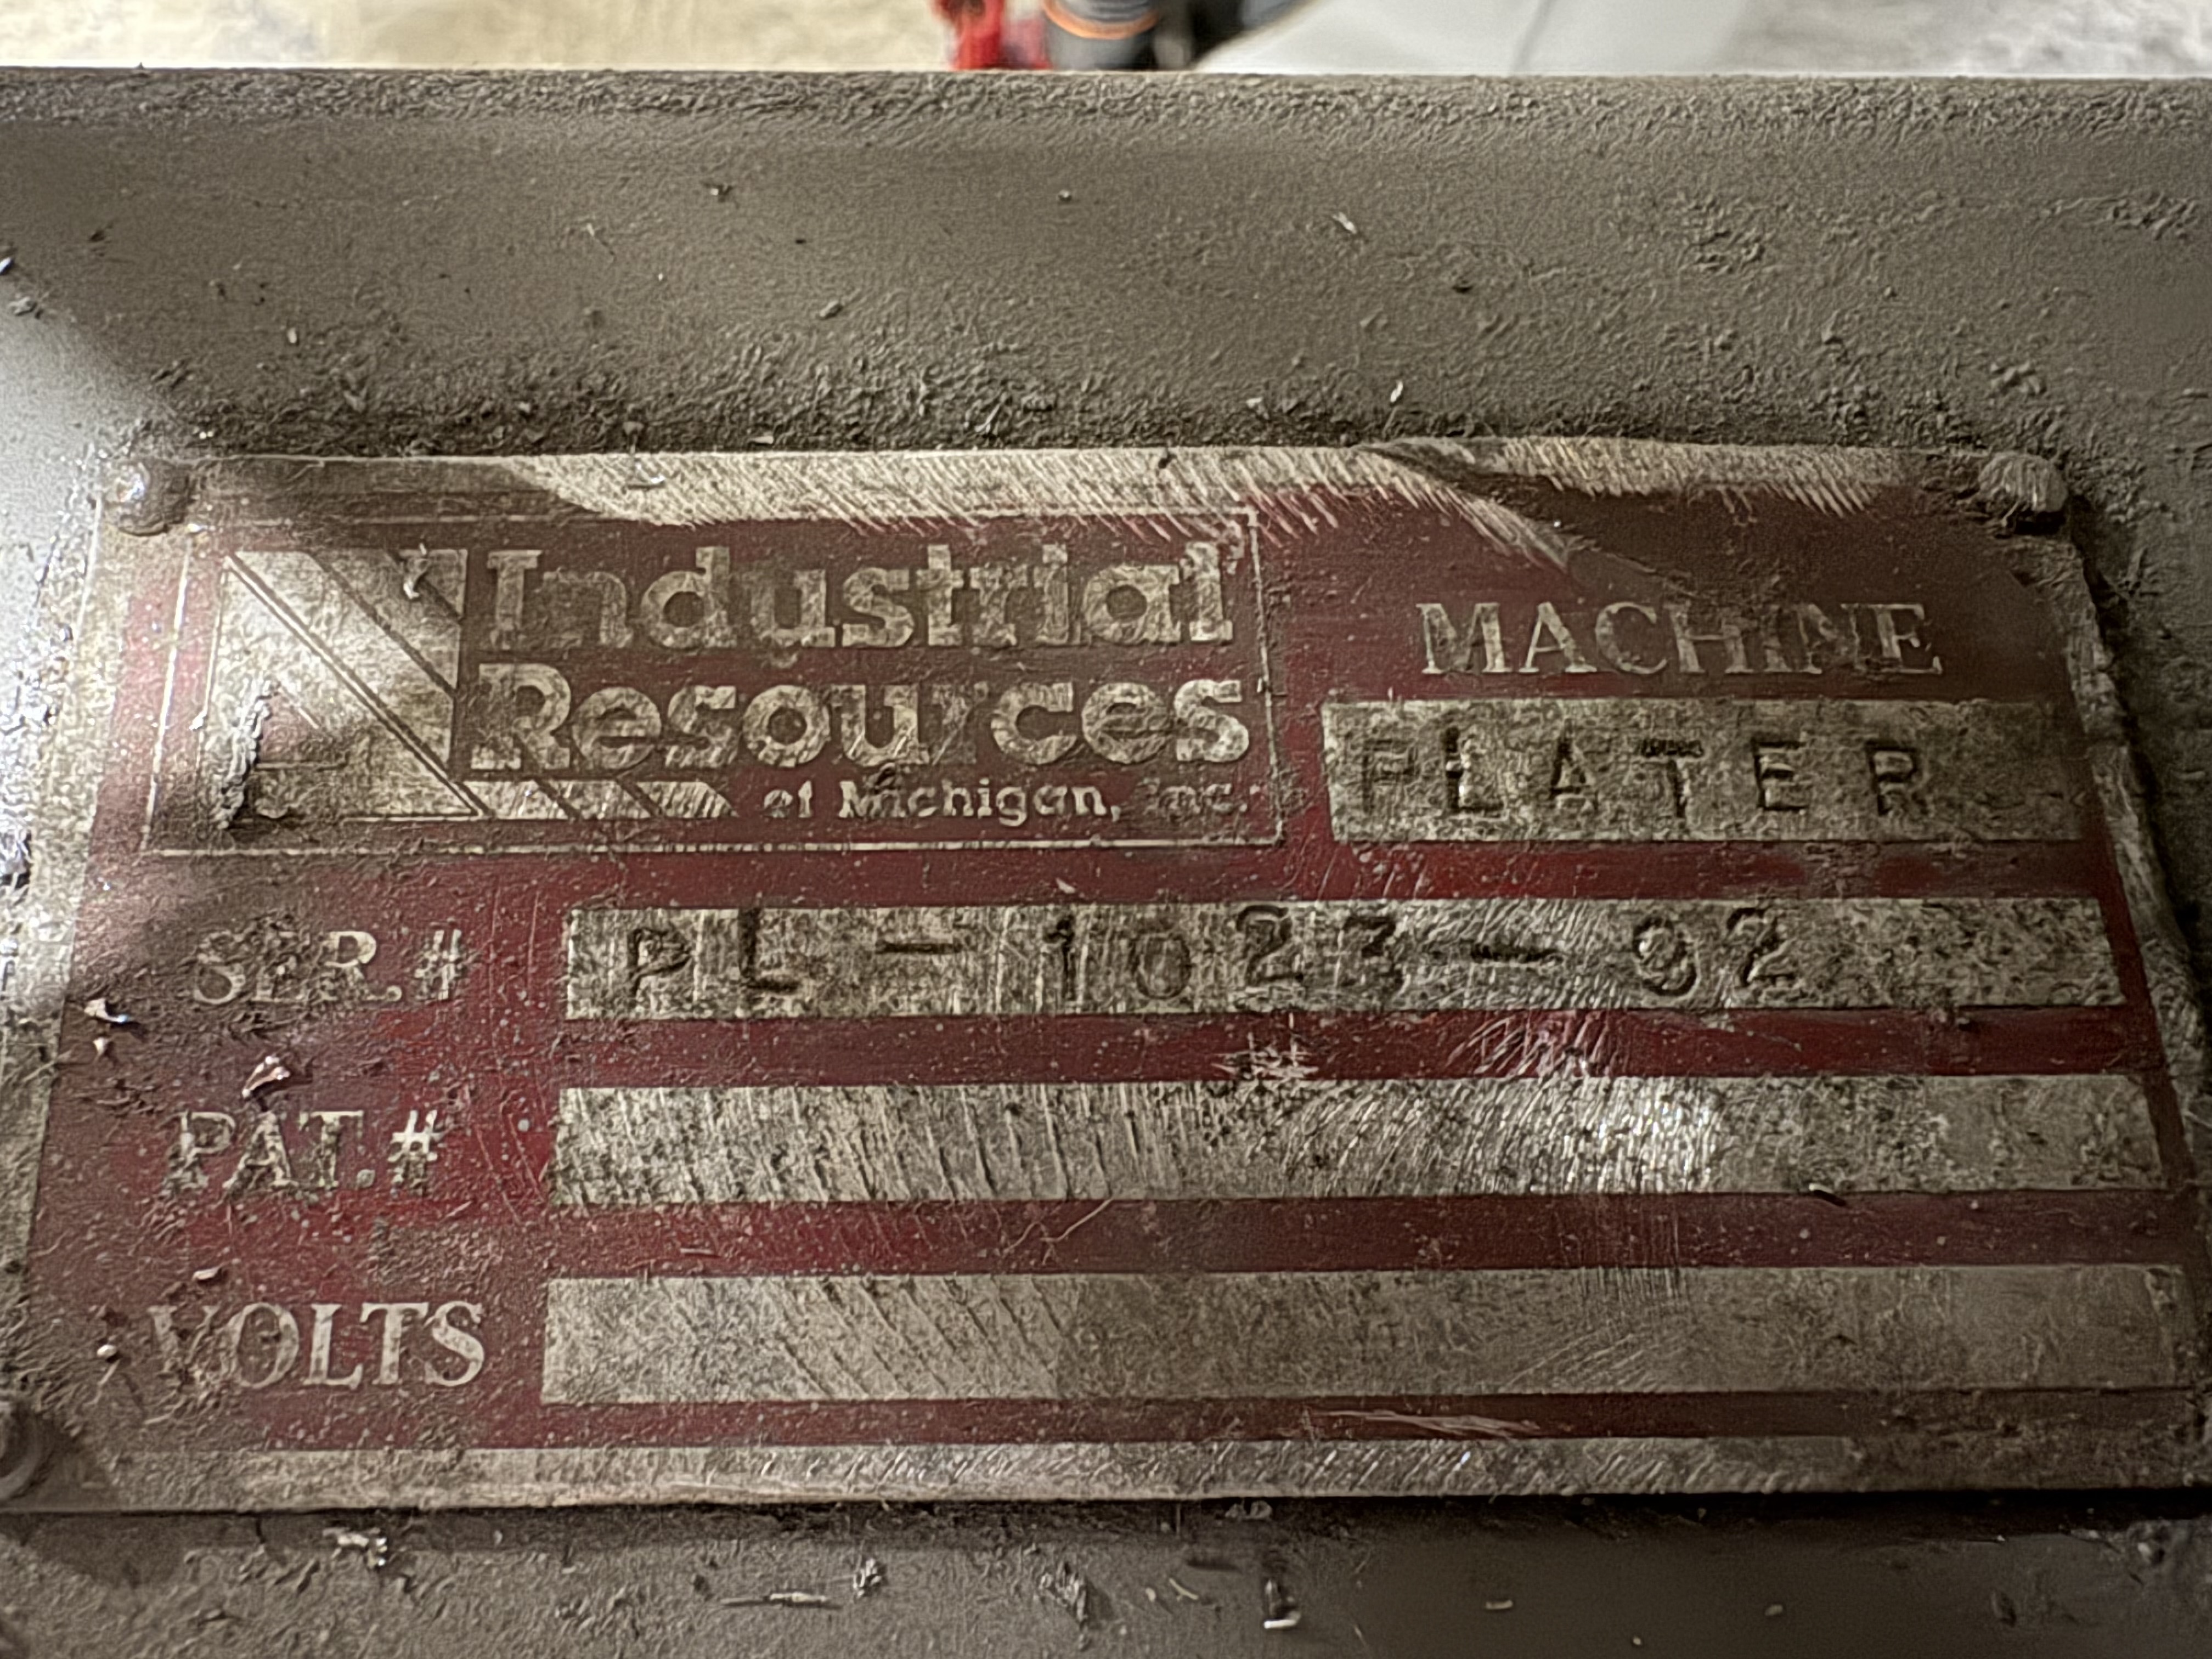 Industrial
Resources
of Michigan, Inc.
MACHINE
PLATER
SER.# PL-1023-92
PAT.#
VOLTS